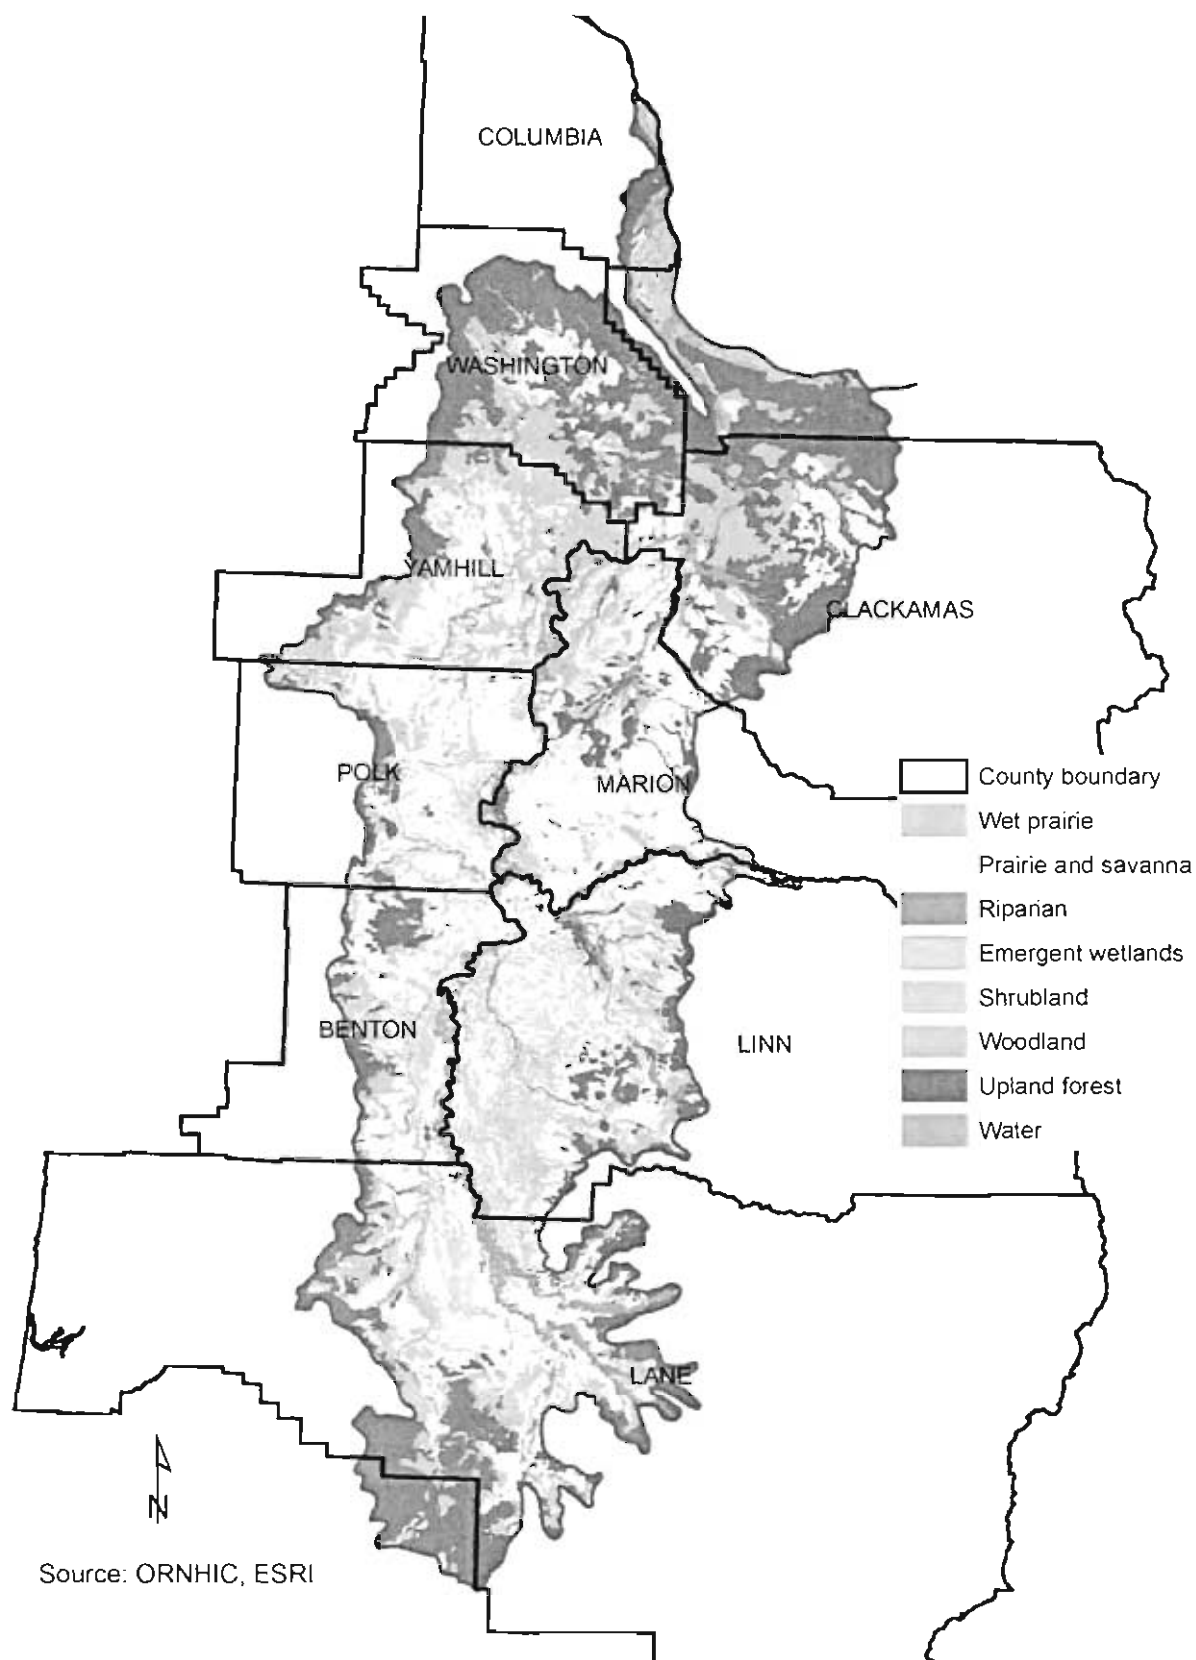 COLUMBIA
WASHINGTON
YAMHILL
CLACKAMAS
POLK
MARION
BENTON
LINN
LANE
County boundary
Wet prairie
Prairie and savanna
Riparian
Emergent wetlands
Shrubland
Woodland
Upland forest
Water
N
Source: ORNHIC, ESRI